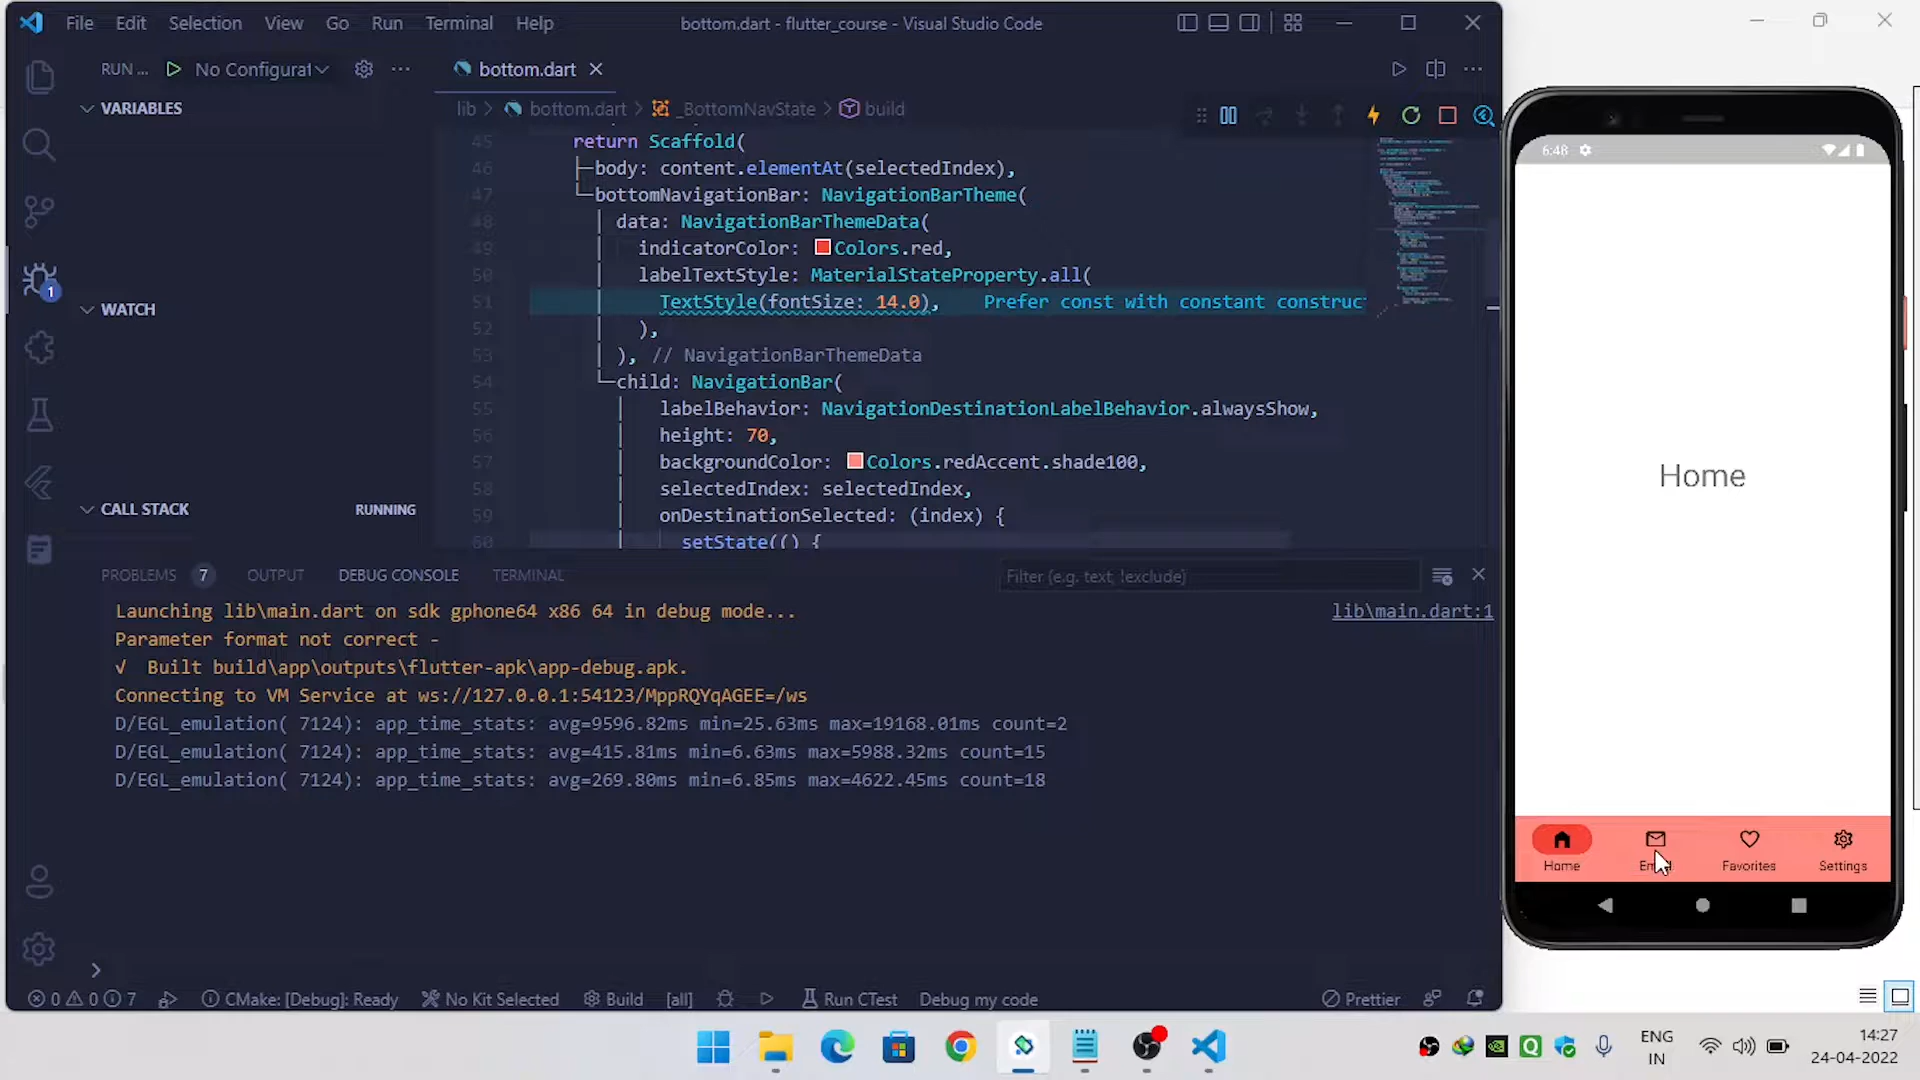 File Edit Selection View Go Run Terminal Help
bottom.dart - flutter_course - Visual Studio Code
RUN ... No Configurat
bottom.dart
VARIABLES
WATCH
CALL STACK
RUNNING
lib > bottom.dart > _BottomNavState > build
45 return Scaffold(
46 body: content.elementAt(selectedIndex),
47 bottomNavigationBar: NavigationBarTheme(
48 data: NavigationBarThemeData(
49 indicatorColor: Colors.red,
50 labelTextStyle: MaterialStateProperty.all(
51 TextStyle(fontSize: 14.0), Prefer const with constant construc
52 ),
53 ), // NavigationBarThemeData
54 child: NavigationBar(
55 labelBehavior: NavigationDestinationLabelBehavior.alwaysShow,
56 height: 70,
57 backgroundColor: Colors.redAccent.shade100,
58 selectedIndex: selectedIndex,
59 onDestinationSelected: (index) {
60 setState(() {
PROBLEMS 7 OUTPUT DEBUG CONSOLE TERMINAL
Filter (e.g. text, !exclude)
Launching lib\main.dart on sdk gphone64 x86 64 in debug mode...
lib\main.dart:1
Parameter format not correct -
√ Built build\app\outputs\flutter-apk\app-debug.apk.
Connecting to VM Service at ws://127.0.0.1:54123/MppRQYqAGEE=/ws
D/EGL_emulation( 7124): app_time_stats: avg=9596.82ms min=25.63ms max=19168.01ms count=2
D/EGL_emulation( 7124): app_time_stats: avg=415.81ms min=6.63ms max=5988.32ms count=15
D/EGL_emulation( 7124): app_time_stats: avg=269.80ms min=6.85ms max=4622.45ms count=18
1
0 0 7 CMake: [Debug]: Ready No Kit Selected Build [all] Run CTest Debug my code Prettier
6:48
Home
Home Favorites Settings
ENG
IN
14:27
24-04-2022